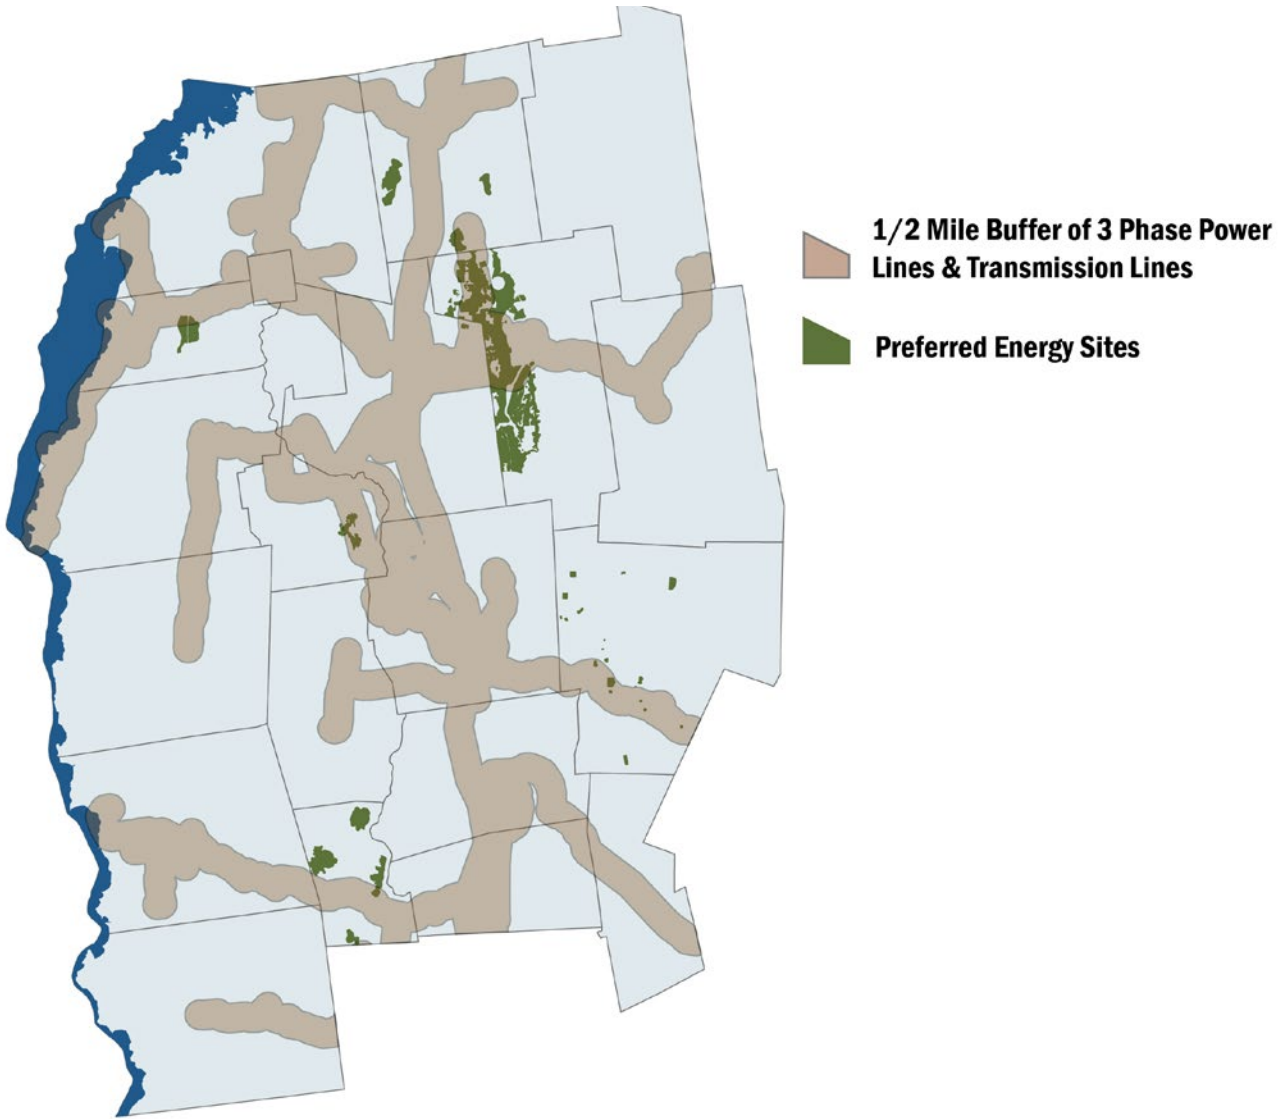 1/2 Mile Buffer of 3 Phase Power
Lines & Transmission Lines
Preferred Energy Sites